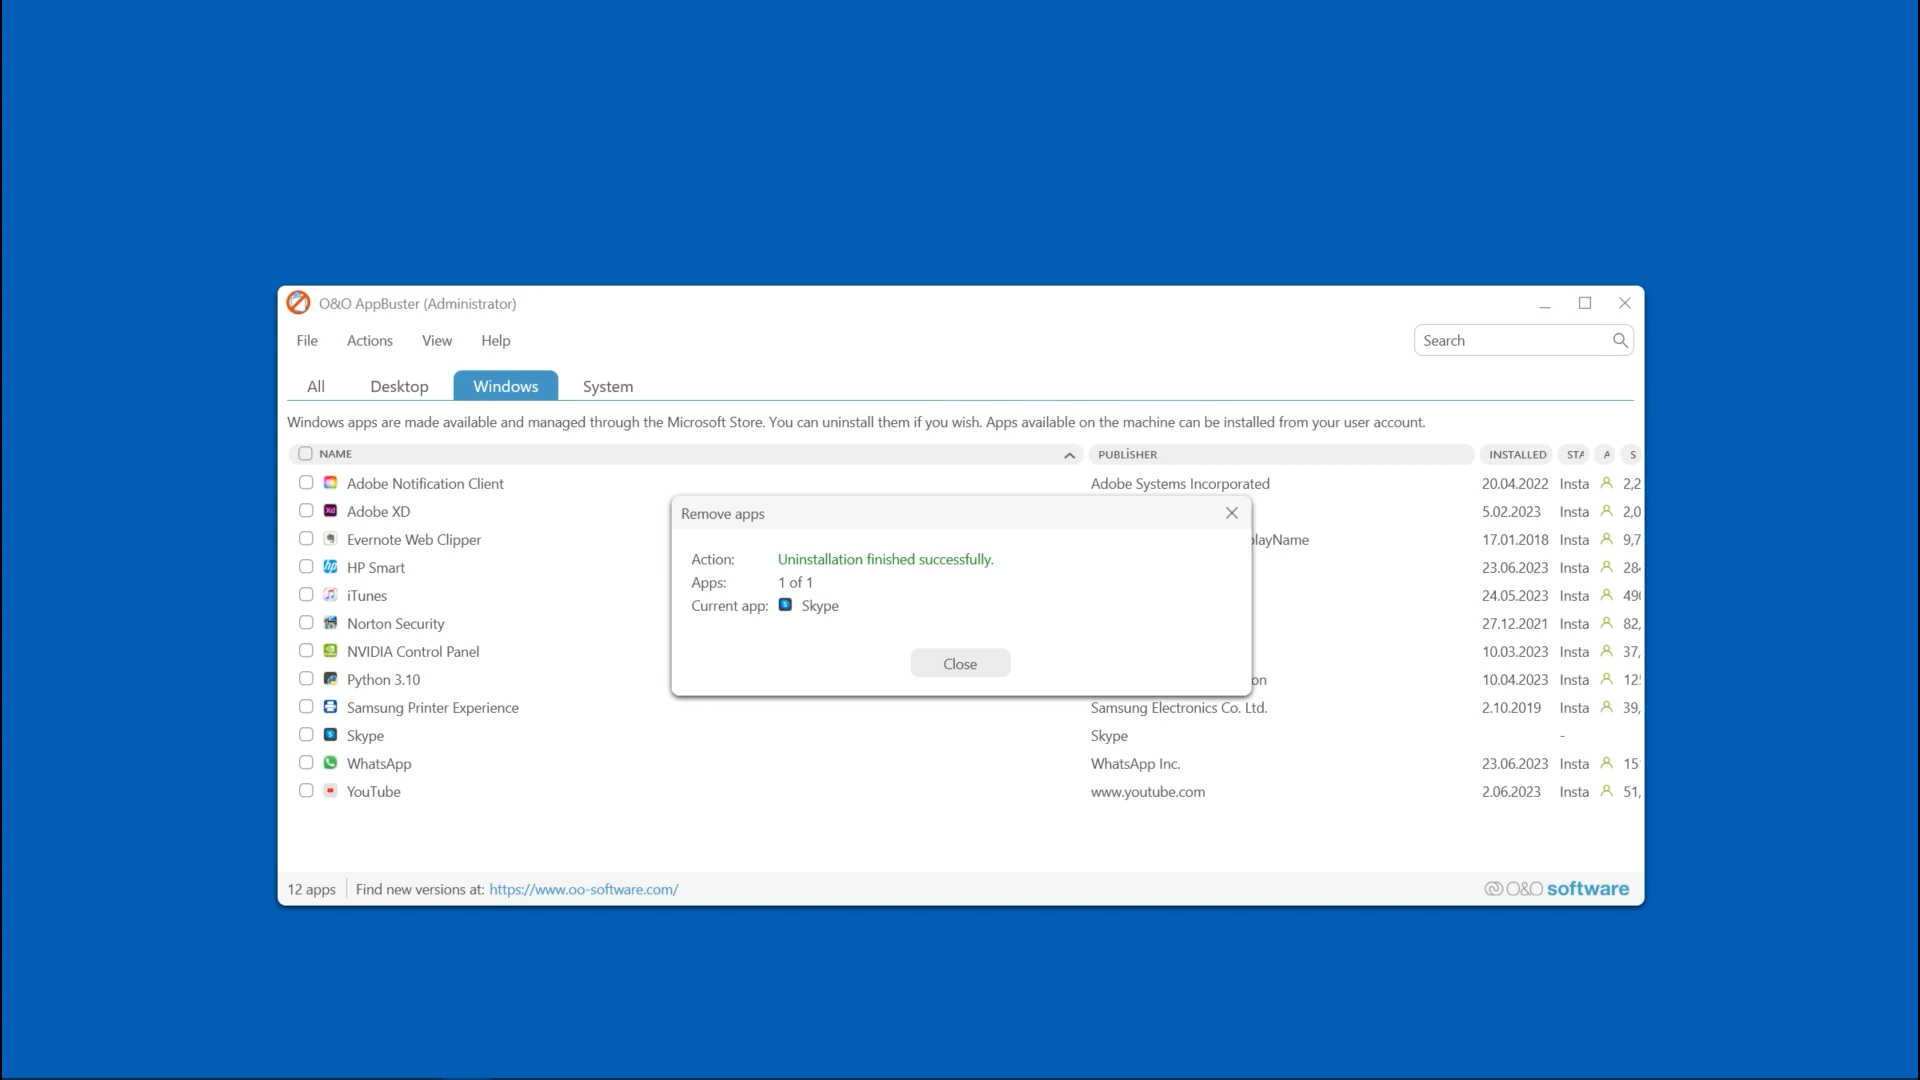 O&O AppBuster (Administrator)
File Actions View Help Search
All Desktop Windows System
Windows apps are made available and managed through the Microsoft Store. You can uninstall them if you wish. Apps available on the machine can be installed from your user account.
NAME PUBLİSHER INSTALLED STA A S
Adobe Notification Client Adobe Systems Incorporated 20.04.2022 Insta 2,2
Adobe XD 5.02.2023 Insta 2,0
Evernote Web Clipper layName 17.01.2018 Insta 9,7
HP Smart 23.06.2023 Insta 28
iTunes 24.05.2023 Insta 49
Norton Security 27.12.2021 Insta 82,
NVIDIA Control Panel 10.03.2023 Insta 37,
Python 3.10 on 10.04.2023 Insta 12
Samsung Printer Experience Samsung Electronics Co. Ltd. 2.10.2019 Insta 39,
Skype Skype -
WhatsApp WhatsApp Inc. 23.06.2023 Insta 15
YouTube www.youtube.com 2.06.2023 Insta 51,
Remove apps
Action: Uninstallation finished successfully.
Apps: 1 of 1
Current app: Skype
Close
12 apps Find new versions at: https://www.oo-software.com/ O&O software